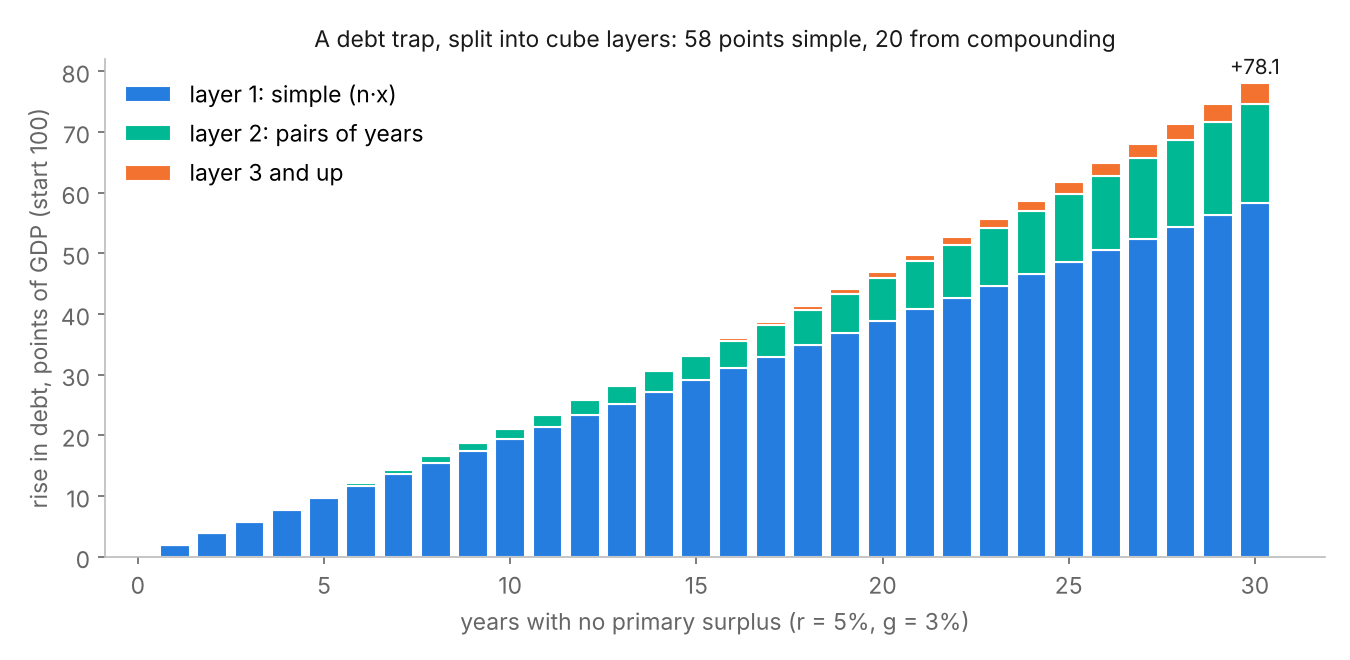 A debt trap, split into cube layers: 58 points simple, 20 from compounding
+78.1
layer 1: simple (n·x)
layer 2: pairs of years
layer 3 and up
rise in debt, points of GDP (start 100)
80
70
60
50
40
30
20
10
0
0 5 10 15 20 25 30
years with no primary surplus (r = 5%, g = 3%)